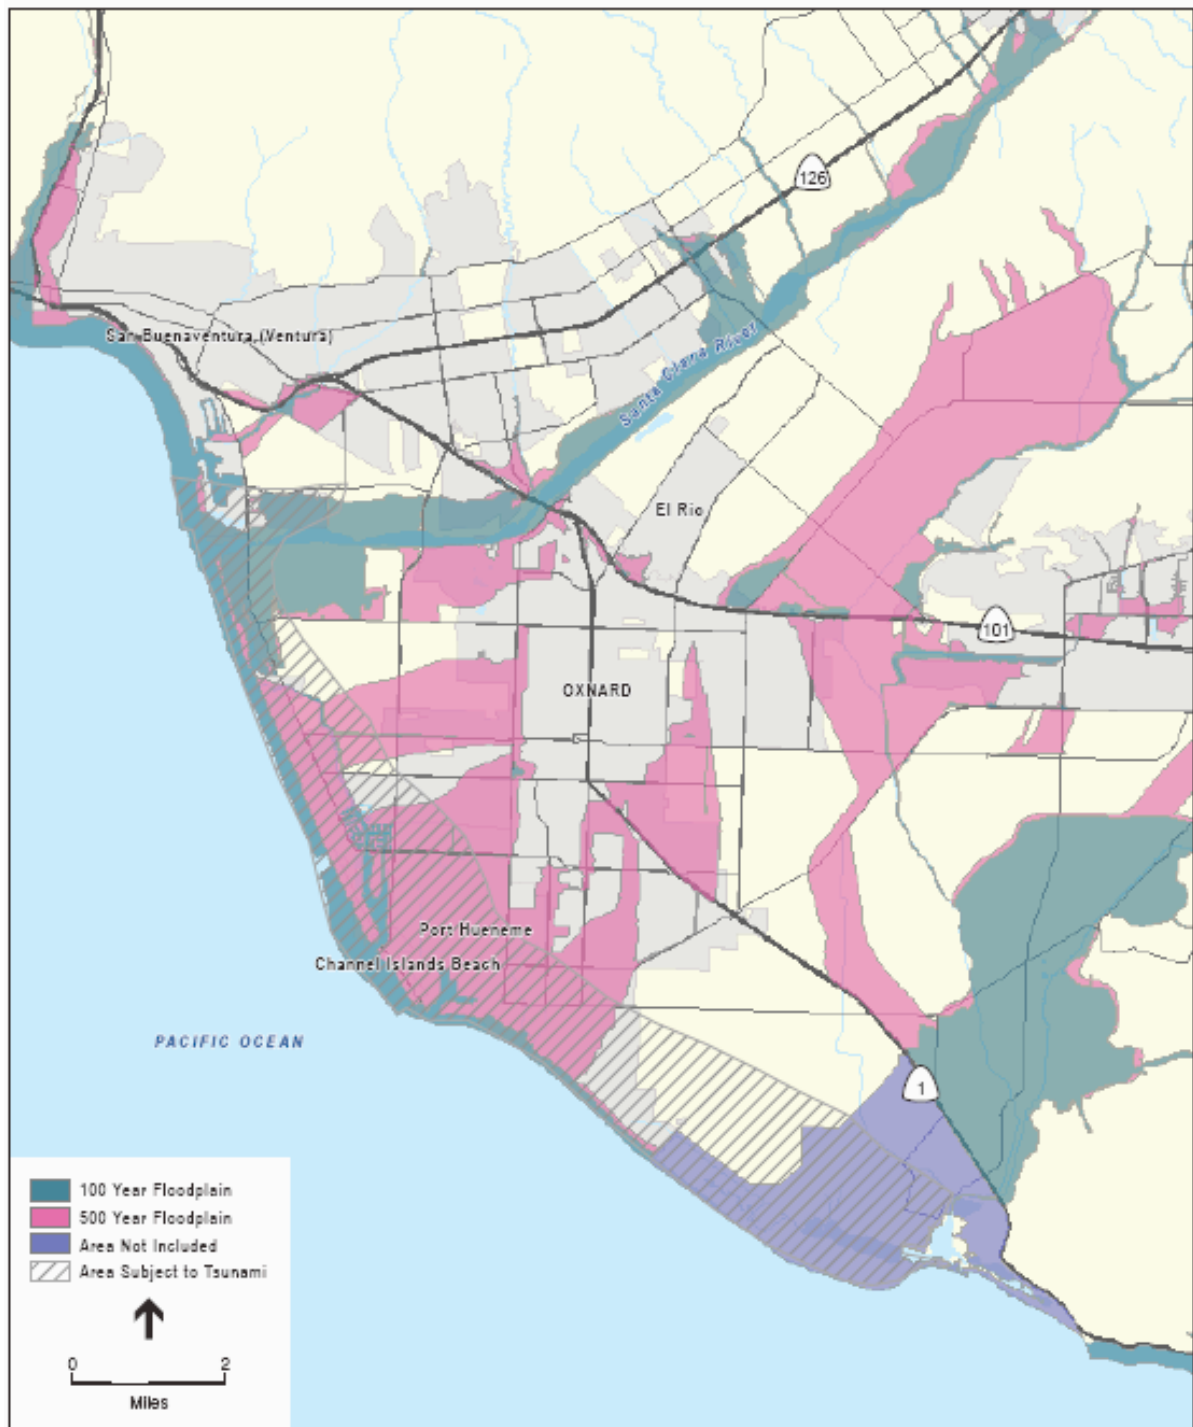 126
San Buenaventura (Ventura)
Santa Clara River
El Rio
101
OXNARD
Port Hueneme
Channel Islands Beach
PACIFIC OCEAN
1
100 Year Floodplain
500 Year Floodplain
Area Not Included
Area Subject to Tsunami
0 2
Miles